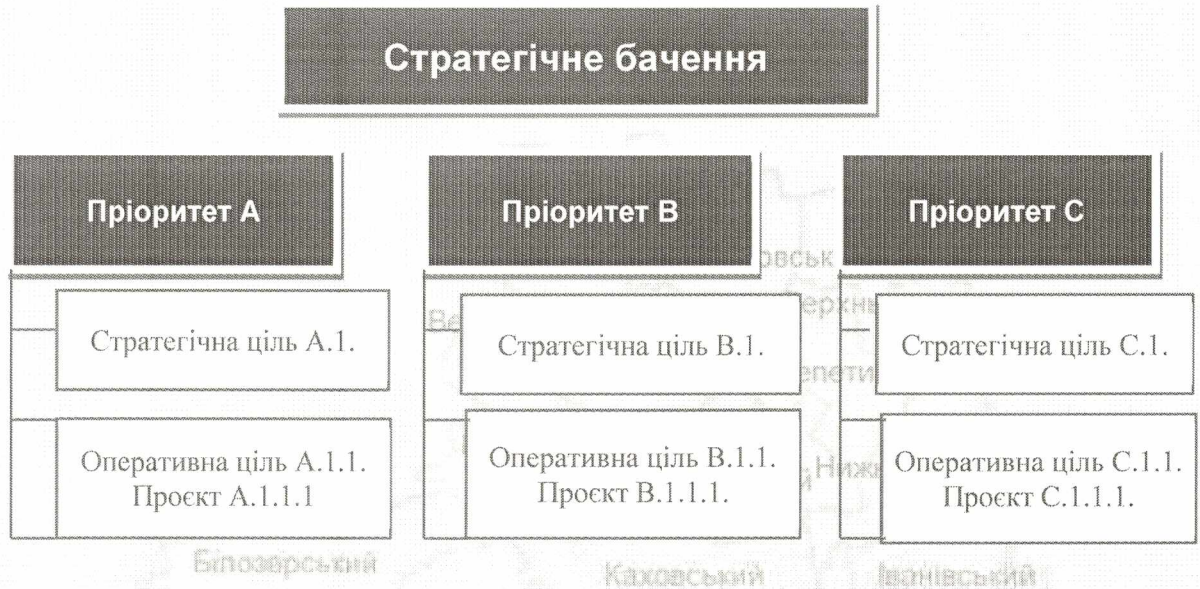 Стратегічне бачення
Пріоритет А
Пріоритет В
Пріоритет С
Стратегічна ціль А.1.
Стратегічна ціль В.1.
Стратегічна ціль С.1.
Оперативна ціль А.1.1.
Проєкт А.1.1.1
Оперативна ціль В.1.1.
Проєкт В.1.1.1.
Оперативна ціль С.1.1.
Проєкт С.1.1.1.
Білозерський
Каховський
Іванівський